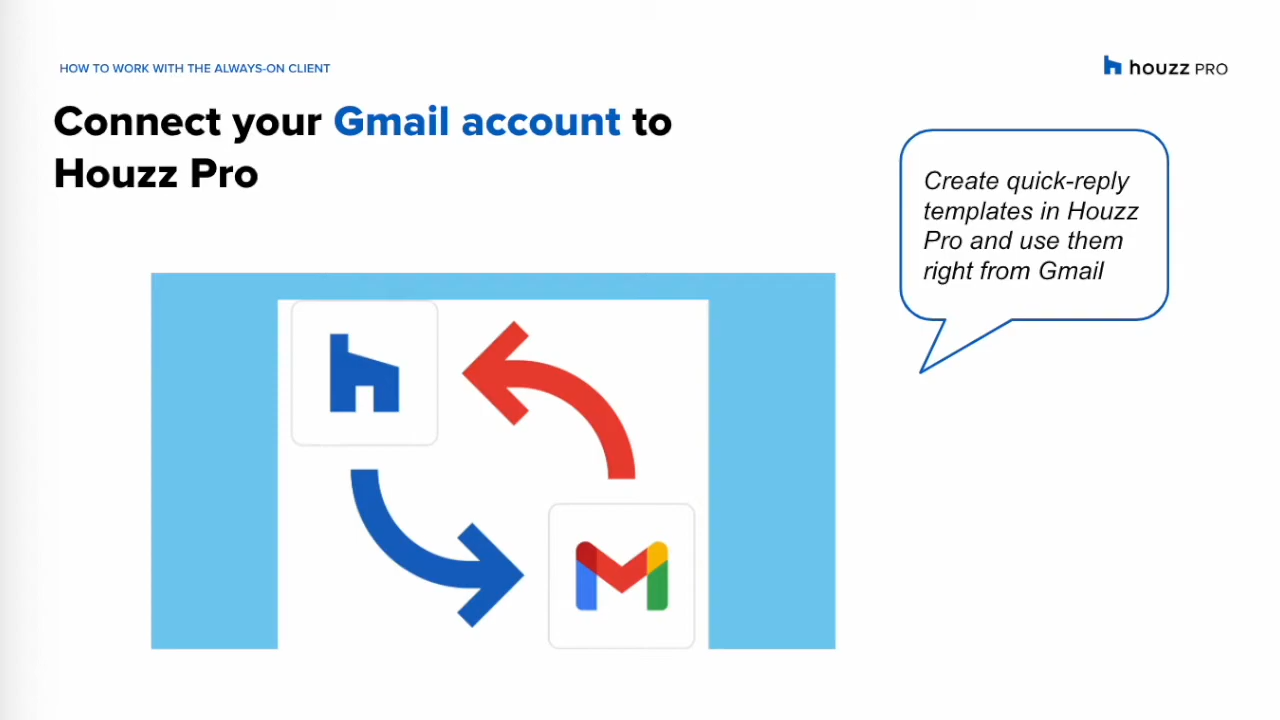 HOW TO WORK WITH THE ALWAYS-ON CLIENT
houzz PRO
Connect your Gmail account to
Houzz Pro
Create quick-reply
templates in Houzz
Pro and use them
right from Gmail